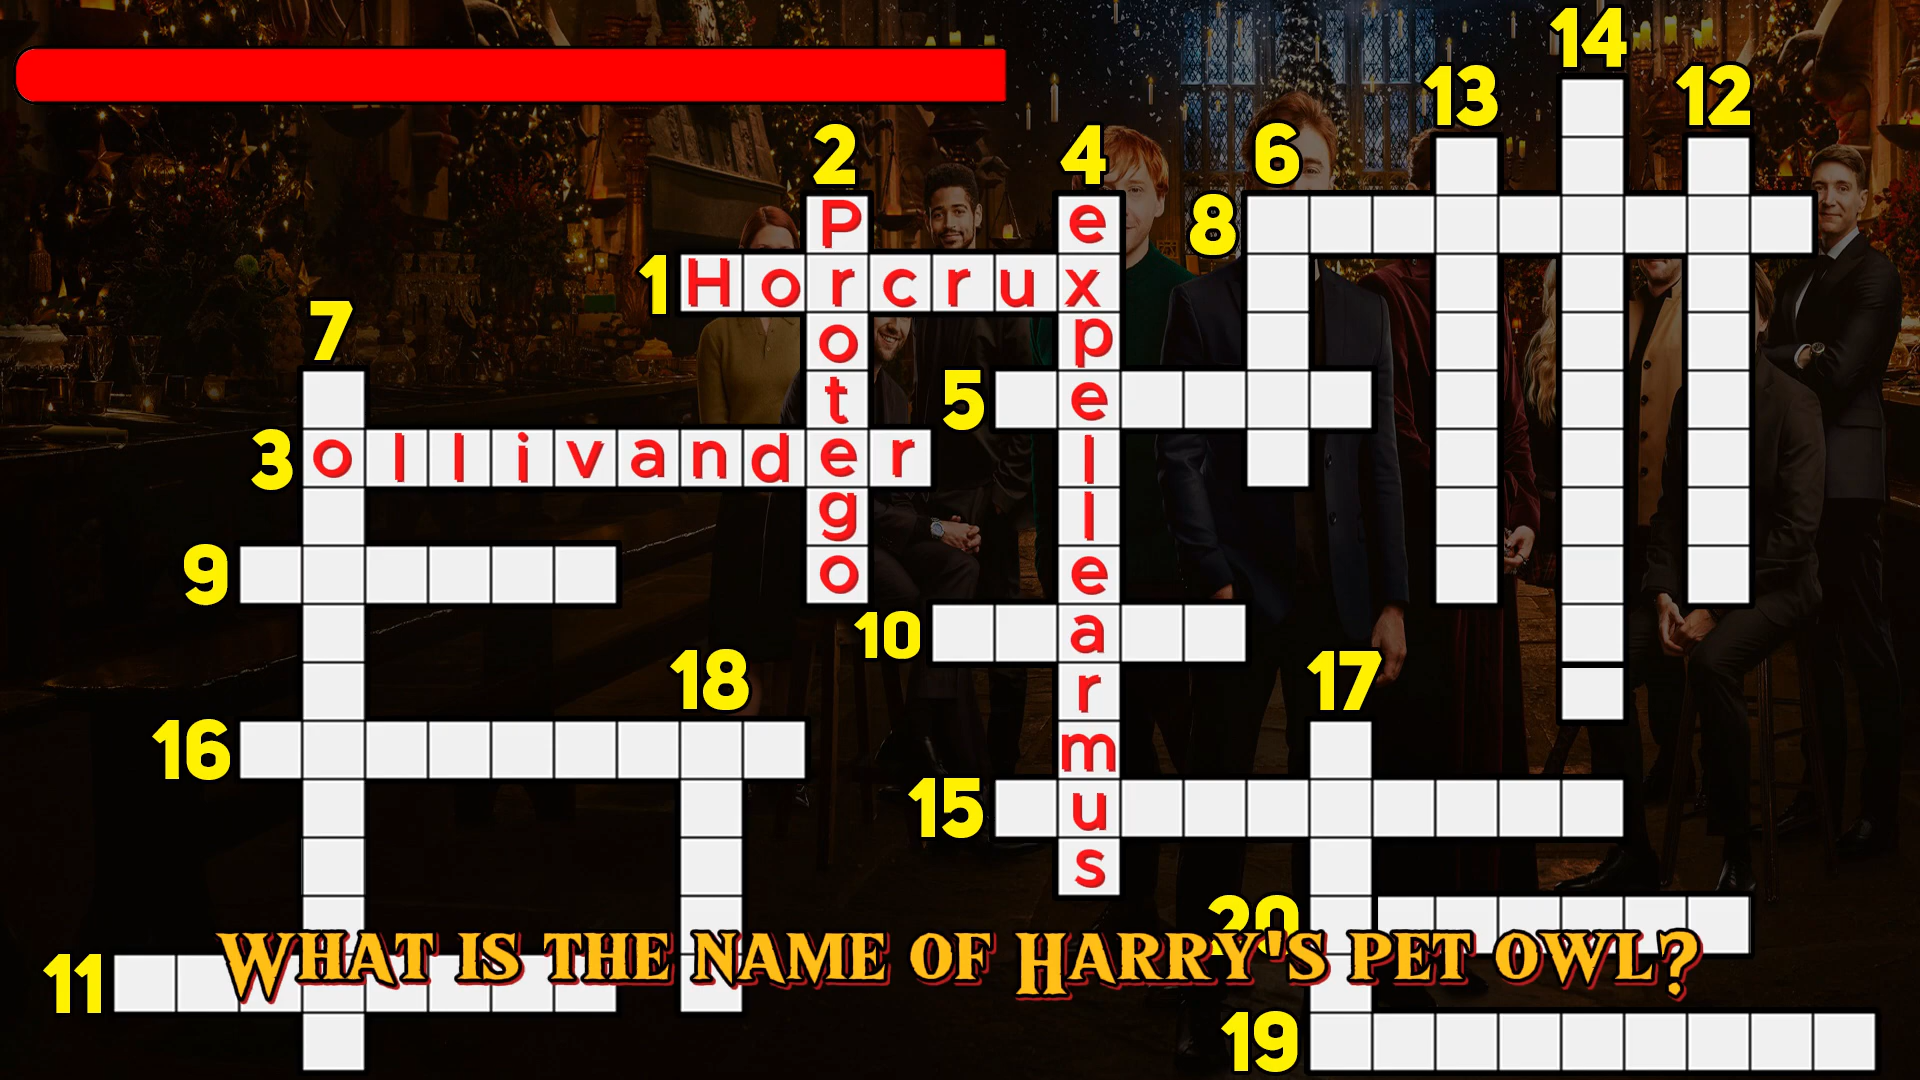 14
13
12
2
4
6
P
e
8
1
Horcrux
7
r
o
p
t
5
e
3
ollivander
l
g
l
9
o
e
10
a
18
17
r
16
m
15
u
s
20
What is the name of Harry's pet owl?
11
19